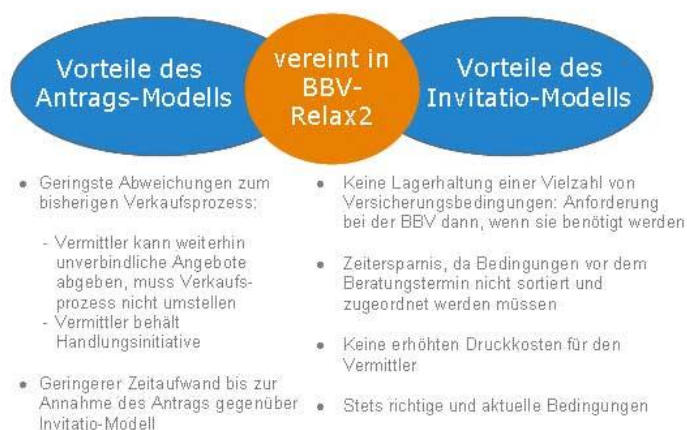 Vorteile des
Antrags-Modells
vereint in
BBV-
Relax2
Vorteile des
Invitatio-Modells
• Geringste Abweichungen zum
bisherigen Verkaufsprozess:
- Vermittler kann weiterhin
unverbindliche Angebote
abgeben, muss Verkaufs-
prozess nicht umstellen
- Vermittler behält
Handlungsinitiative
• Geringerer Zeitaufwand bis zur
Annahme des Antrags gegenüber
Invitatio-Modell
• Keine Lagerhaltung einer Vielzahl von
Versicherungsbedingungen: Anforderung
bei der BBV dann, wenn sie benötigt werden
• Zeitersparnis, da Bedingungen vor dem
Beratungstermin nicht sortiert und
zugeordnet werden müssen
• Keine erhöhten Druckkosten für den
Vermittler
• Stets richtige und aktuelle Bedingungen